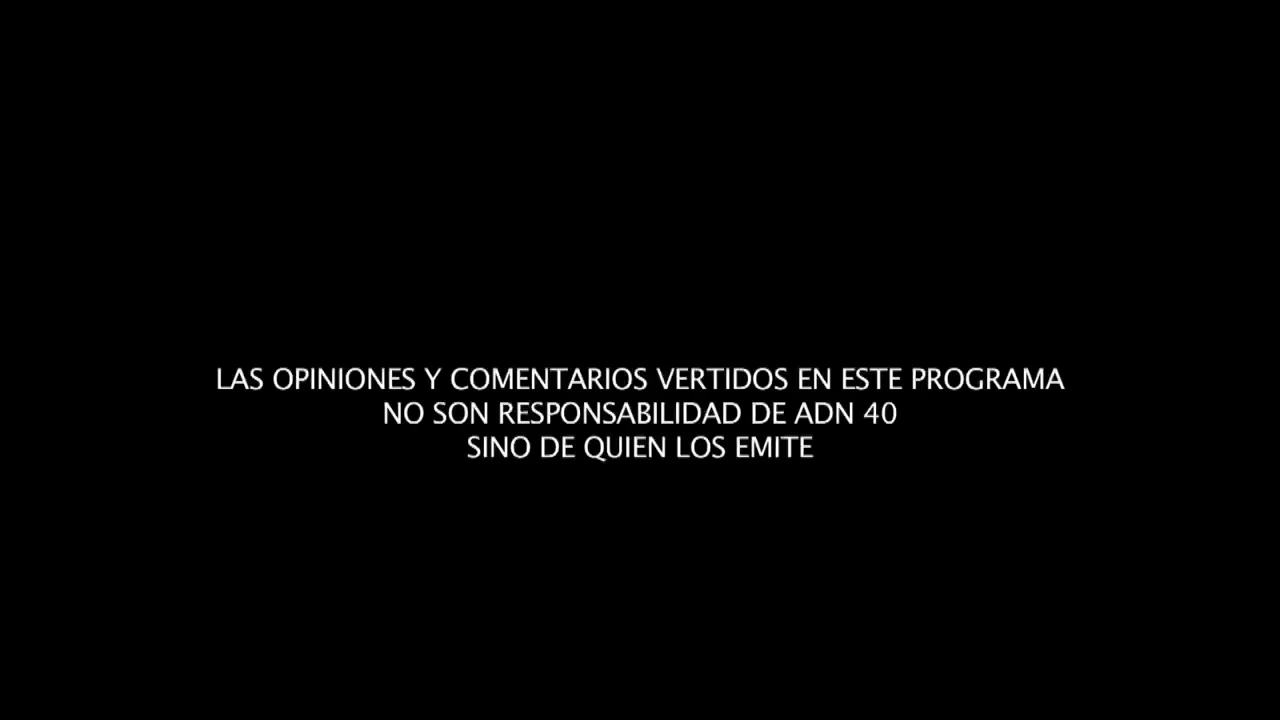 LAS OPINIONES Y COMENTARIOS VERTIDOS EN ESTE PROGRAMA
NO SON RESPONSABILIDAD DE ADN 40
SINO DE QUIEN LOS EMITE